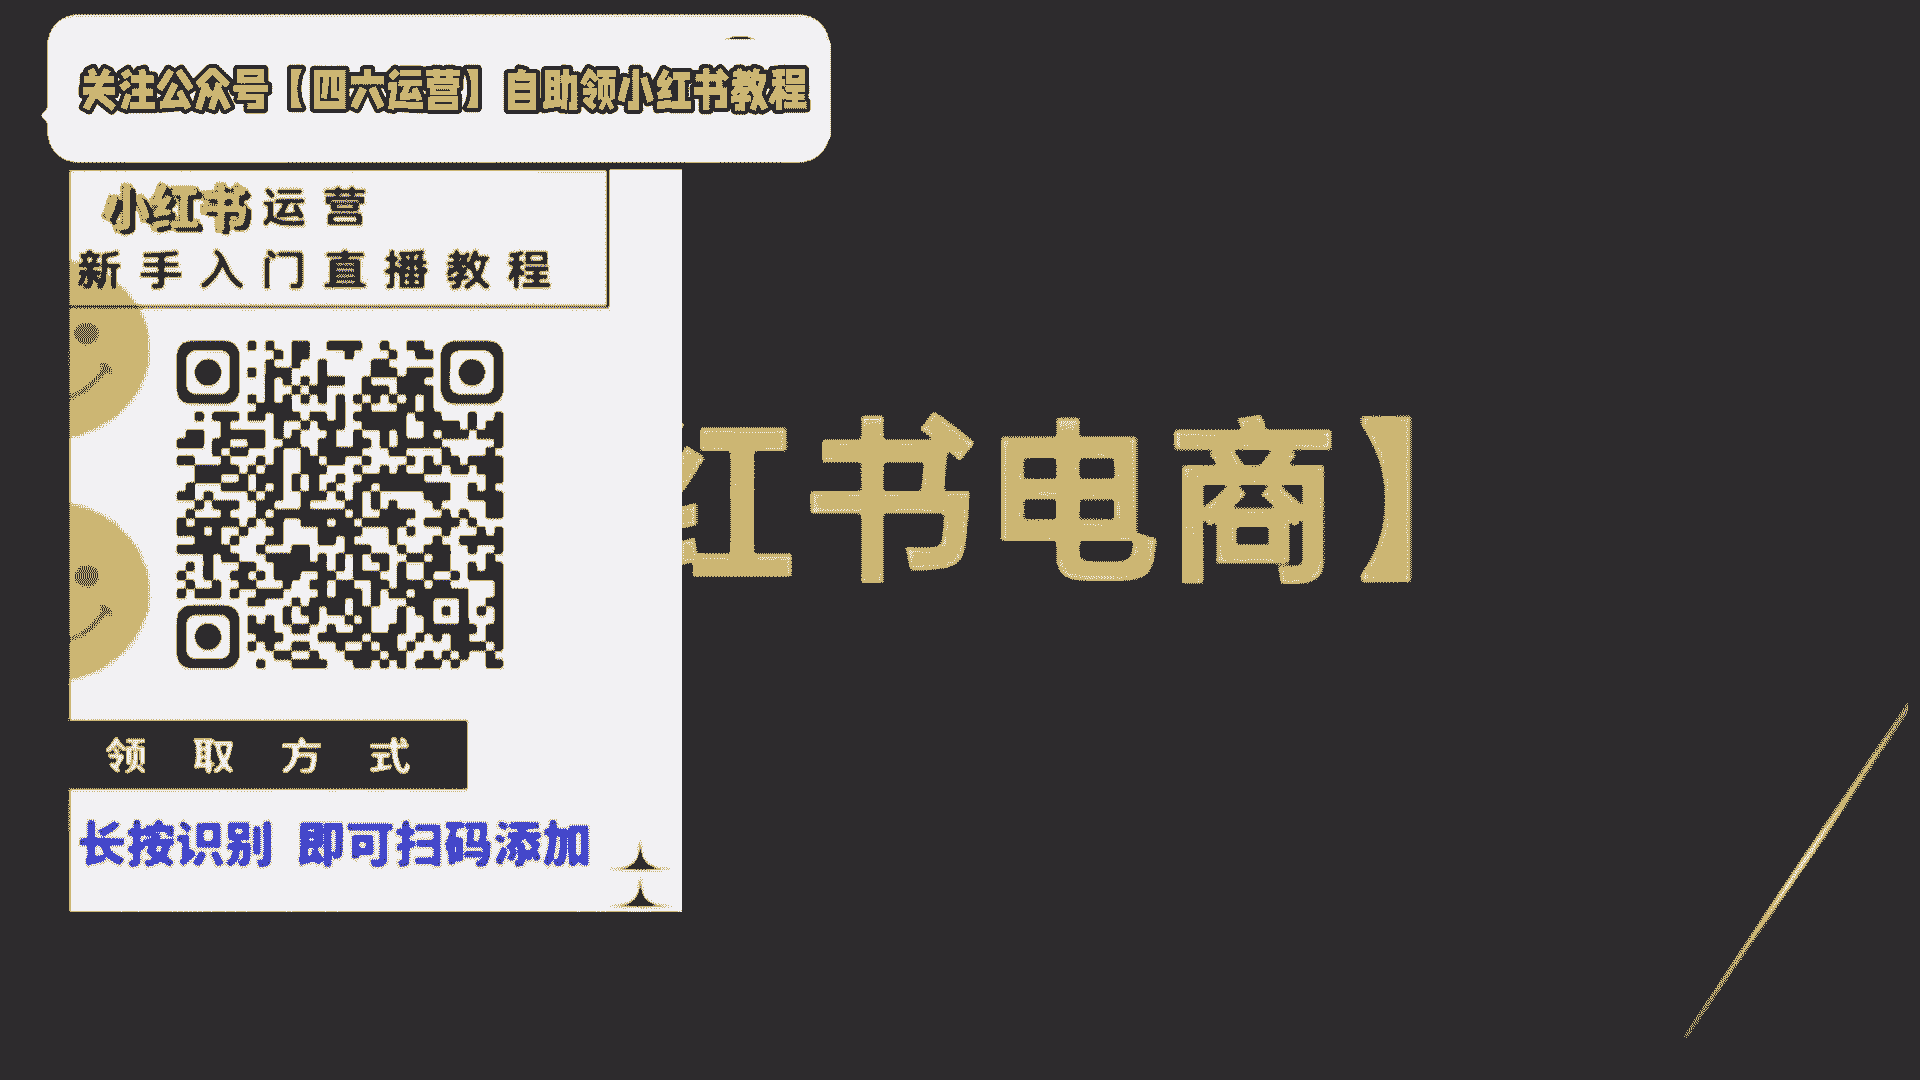 关注公众号【四六运营】自助领小红书教程
小红书运营
新手入门直播教程
红书电商】
领取方式
长按识别 即可扫码添加